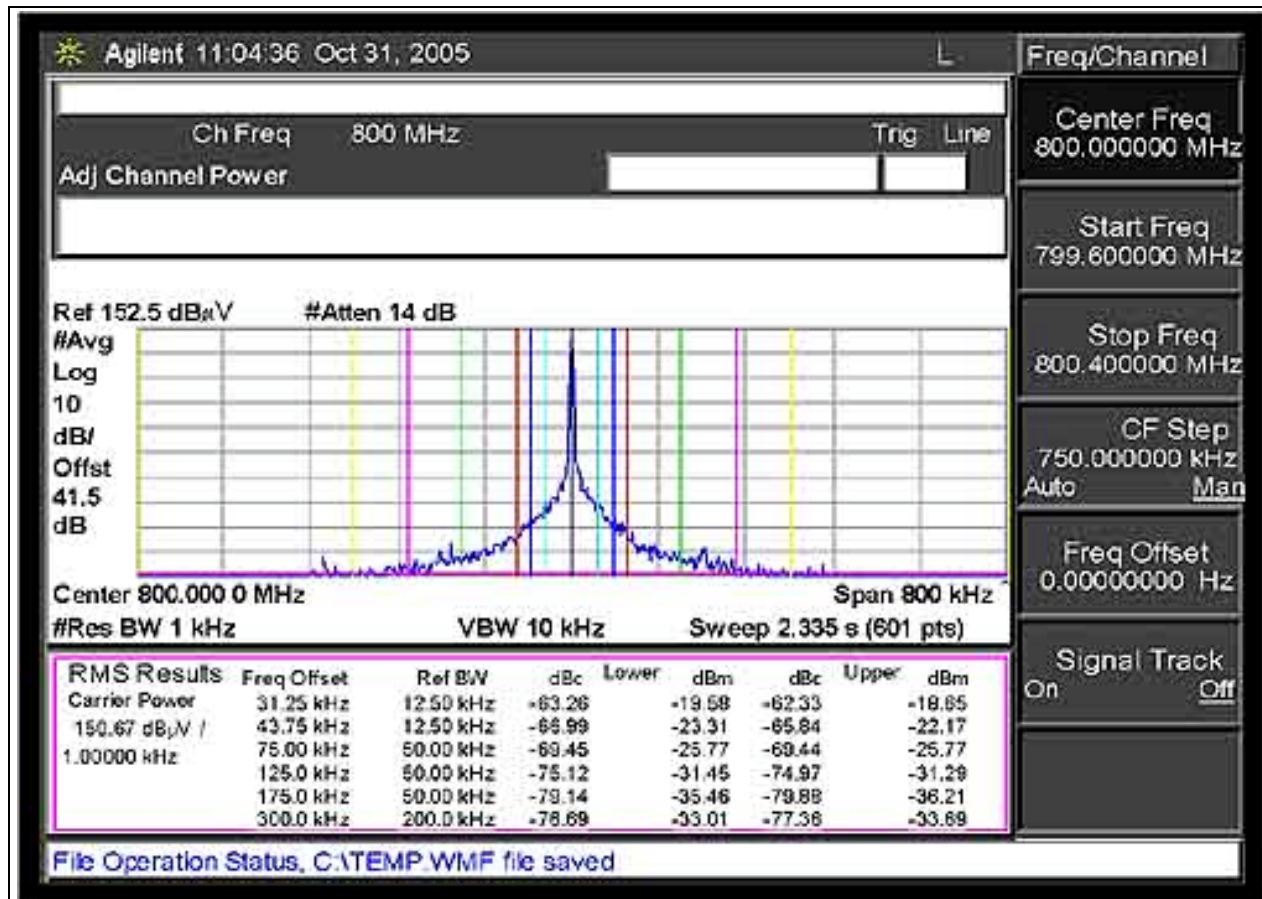 Agilent 11:04:36 Oct 31, 2005 L
Freq/Channel
Ch Freq 800 MHz Trig Line
Adj Channel Power
Center Freq
800.000000 MHz
Start Freq
799.600000 MHz
Stop Freq
800.400000 MHz
CF Step
750.000000 kHz
Auto Man
Freq Offset
0.00000000 Hz
Signal Track
On Off
Ref 152.5 dBµV #Atten 14 dB
#Avg
Log
10
dB/
Offst
41.5
dB
Center 800.000 0 MHz Span 800 kHz
#Res BW 1 kHz VBW 10 kHz Sweep 2.335 s (601 pts)
RMS Results Freq Offset Ref BW dBc Lower dBm dBc Upper dBm
Carrier Power 31.25 kHz 12.50 kHz -63.26 -19.58 -62.33 -18.65
150.67 dBµV / 43.75 kHz 12.50 kHz -66.99 -23.31 -65.84 -22.17
1.00000 kHz 75.00 kHz 50.00 kHz -69.45 -25.77 -69.44 -25.77
125.0 kHz 50.00 kHz -75.12 -31.45 -74.97 -31.29
175.0 kHz 50.00 kHz -79.14 -35.46 -79.88 -36.21
300.0 kHz 200.0 kHz -76.69 -33.01 -77.36 -33.69
File Operation Status, C:\TEMP.WMF file saved